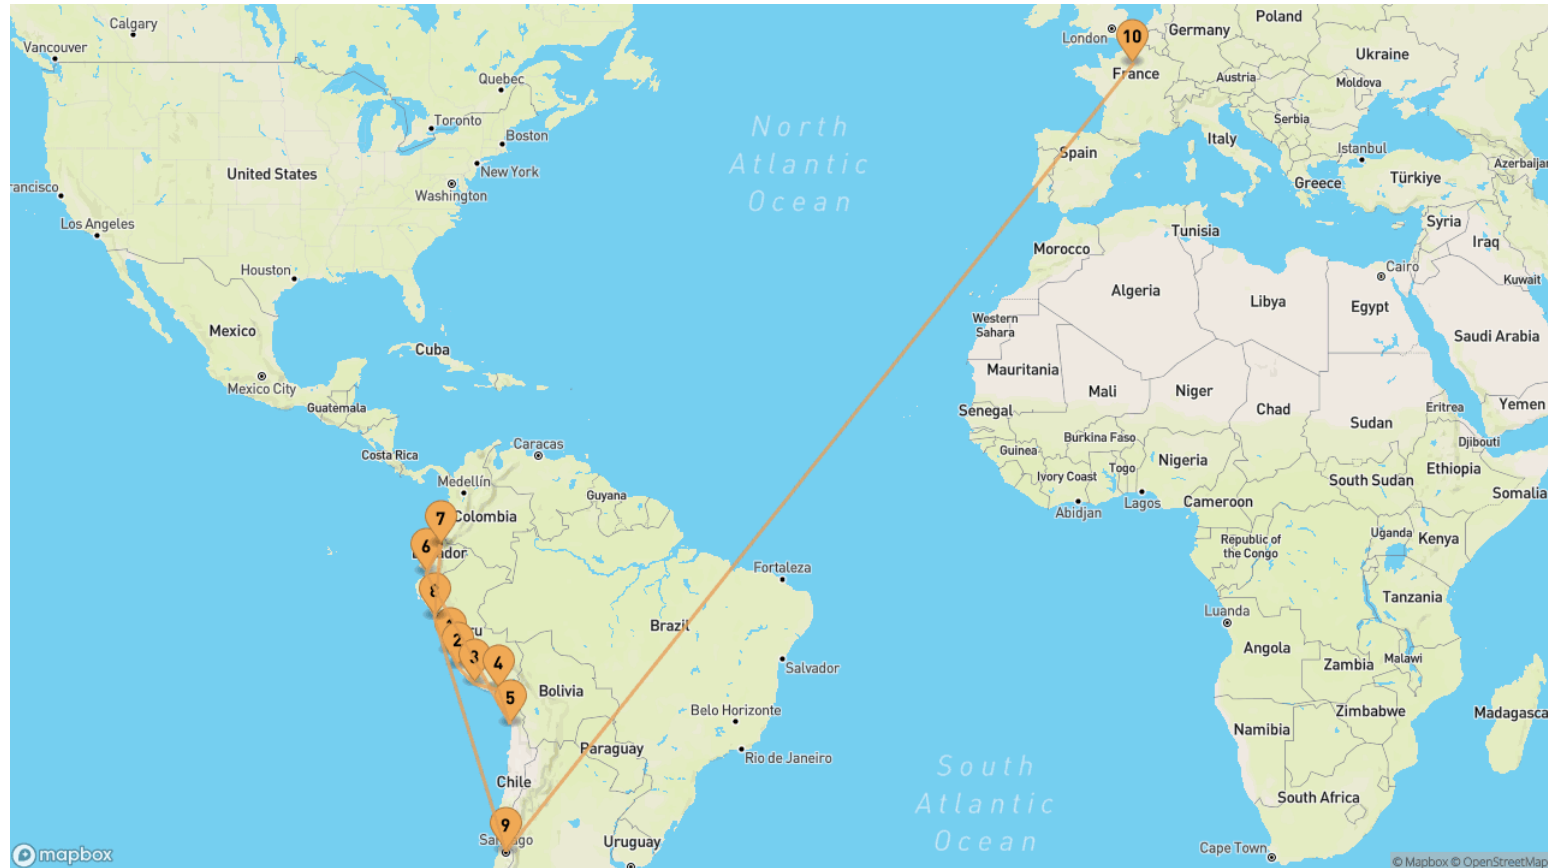 Calgary
Vancouver
Quebec
Toronto
Boston
New York
United States
Washington
rancisco
Los Angeles
Houston
Mexico
Cuba
Mexico City
Guatemala
Costa Rica
Caracas
Medellín
Guyana
Colombia
North
Atlantic
Ocean
10
London
Germany
Poland
Ukraine
France
Austria
Moldova
Serbia
Italy
Spain
Istanbul
Azerbaijan
Greece
Türkiye
Syria
Tunisia
Iraq
Morocco
Cairo
Kuwait
Algeria
Libya
Egypt
Western
Sahara
Saudi Arabia
Mauritania
Mali
Niger
Chad
Sudan
Eritrea
Yemen
Senegal
Burkina Faso
Djibouti
Guinea
Nigeria
Ethiopia
Ivory Coast
Togo
South Sudan
Somalia
Abidjan
Lagos
Cameroon
Republic of
the Congo
Uganda
Kenya
Tanzania
Luanda
Angola
Zambia
Malawi
Zimbabwe
Madagasca
Namibia
South Africa
Cape Town
7
6
8
1
2
3
4
5
9
Fortaleza
Brazil
Salvador
Bolivia
Belo Horizonte
Rio de Janeiro
Paraguay
Chile
Uruguay
South
Atlantic
Ocean
mapbox
© Mapbox © OpenStreetMap